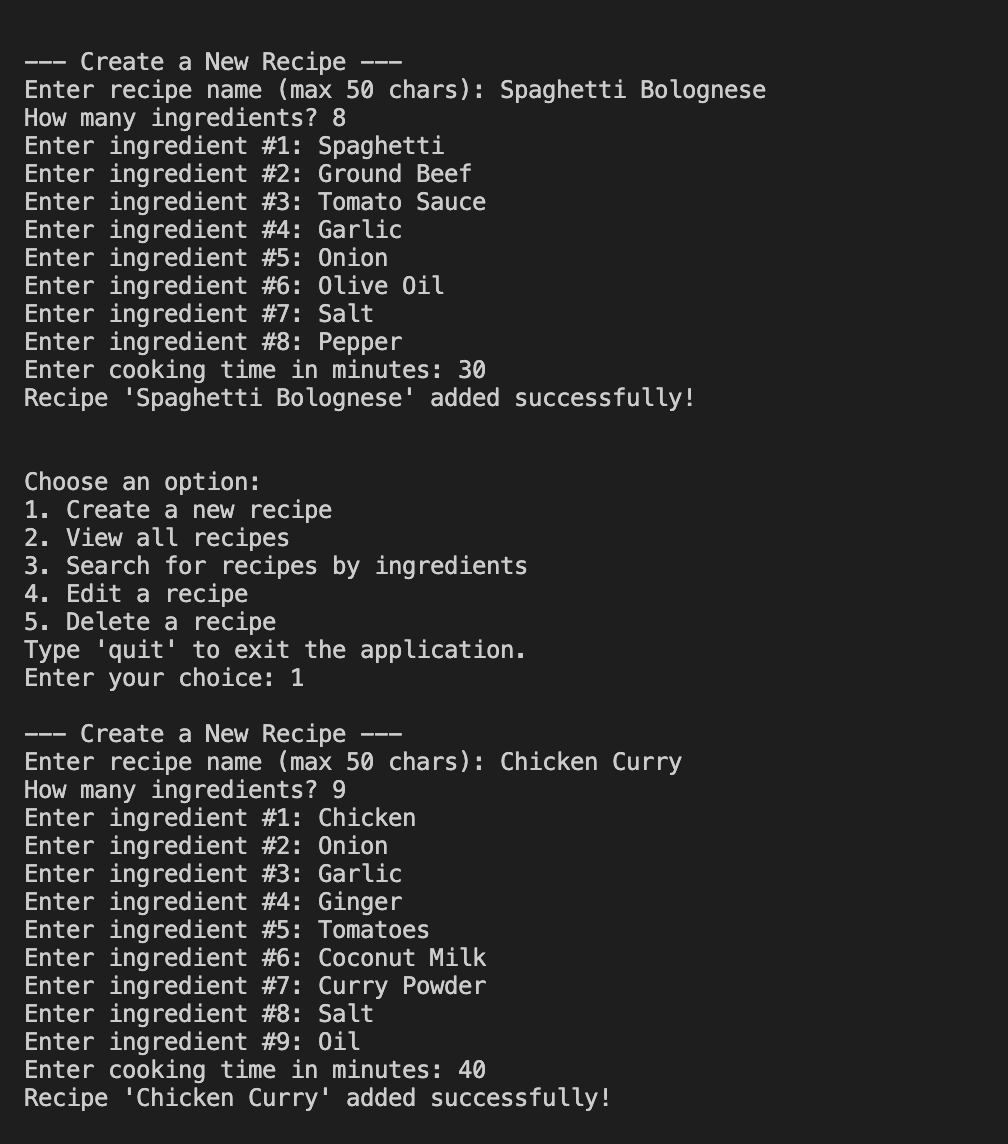 --- Create a New Recipe ---
Enter recipe name (max 50 chars): Spaghetti Bolognese
How many ingredients? 8
Enter ingredient #1: Spaghetti
Enter ingredient #2: Ground Beef
Enter ingredient #3: Tomato Sauce
Enter ingredient #4: Garlic
Enter ingredient #5: Onion
Enter ingredient #6: Olive Oil
Enter ingredient #7: Salt
Enter ingredient #8: Pepper
Enter cooking time in minutes: 30
Recipe 'Spaghetti Bolognese' added successfully!
Choose an option:
1. Create a new recipe
2. View all recipes
3. Search for recipes by ingredients
4. Edit a recipe
5. Delete a recipe
Type 'quit' to exit the application.
Enter your choice: 1
--- Create a New Recipe ---
Enter recipe name (max 50 chars): Chicken Curry
How many ingredients? 9
Enter ingredient #1: Chicken
Enter ingredient #2: Onion
Enter ingredient #3: Garlic
Enter ingredient #4: Ginger
Enter ingredient #5: Tomatoes
Enter ingredient #6: Coconut Milk
Enter ingredient #7: Curry Powder
Enter ingredient #8: Salt
Enter ingredient #9: Oil
Enter cooking time in minutes: 40
Recipe 'Chicken Curry' added successfully!